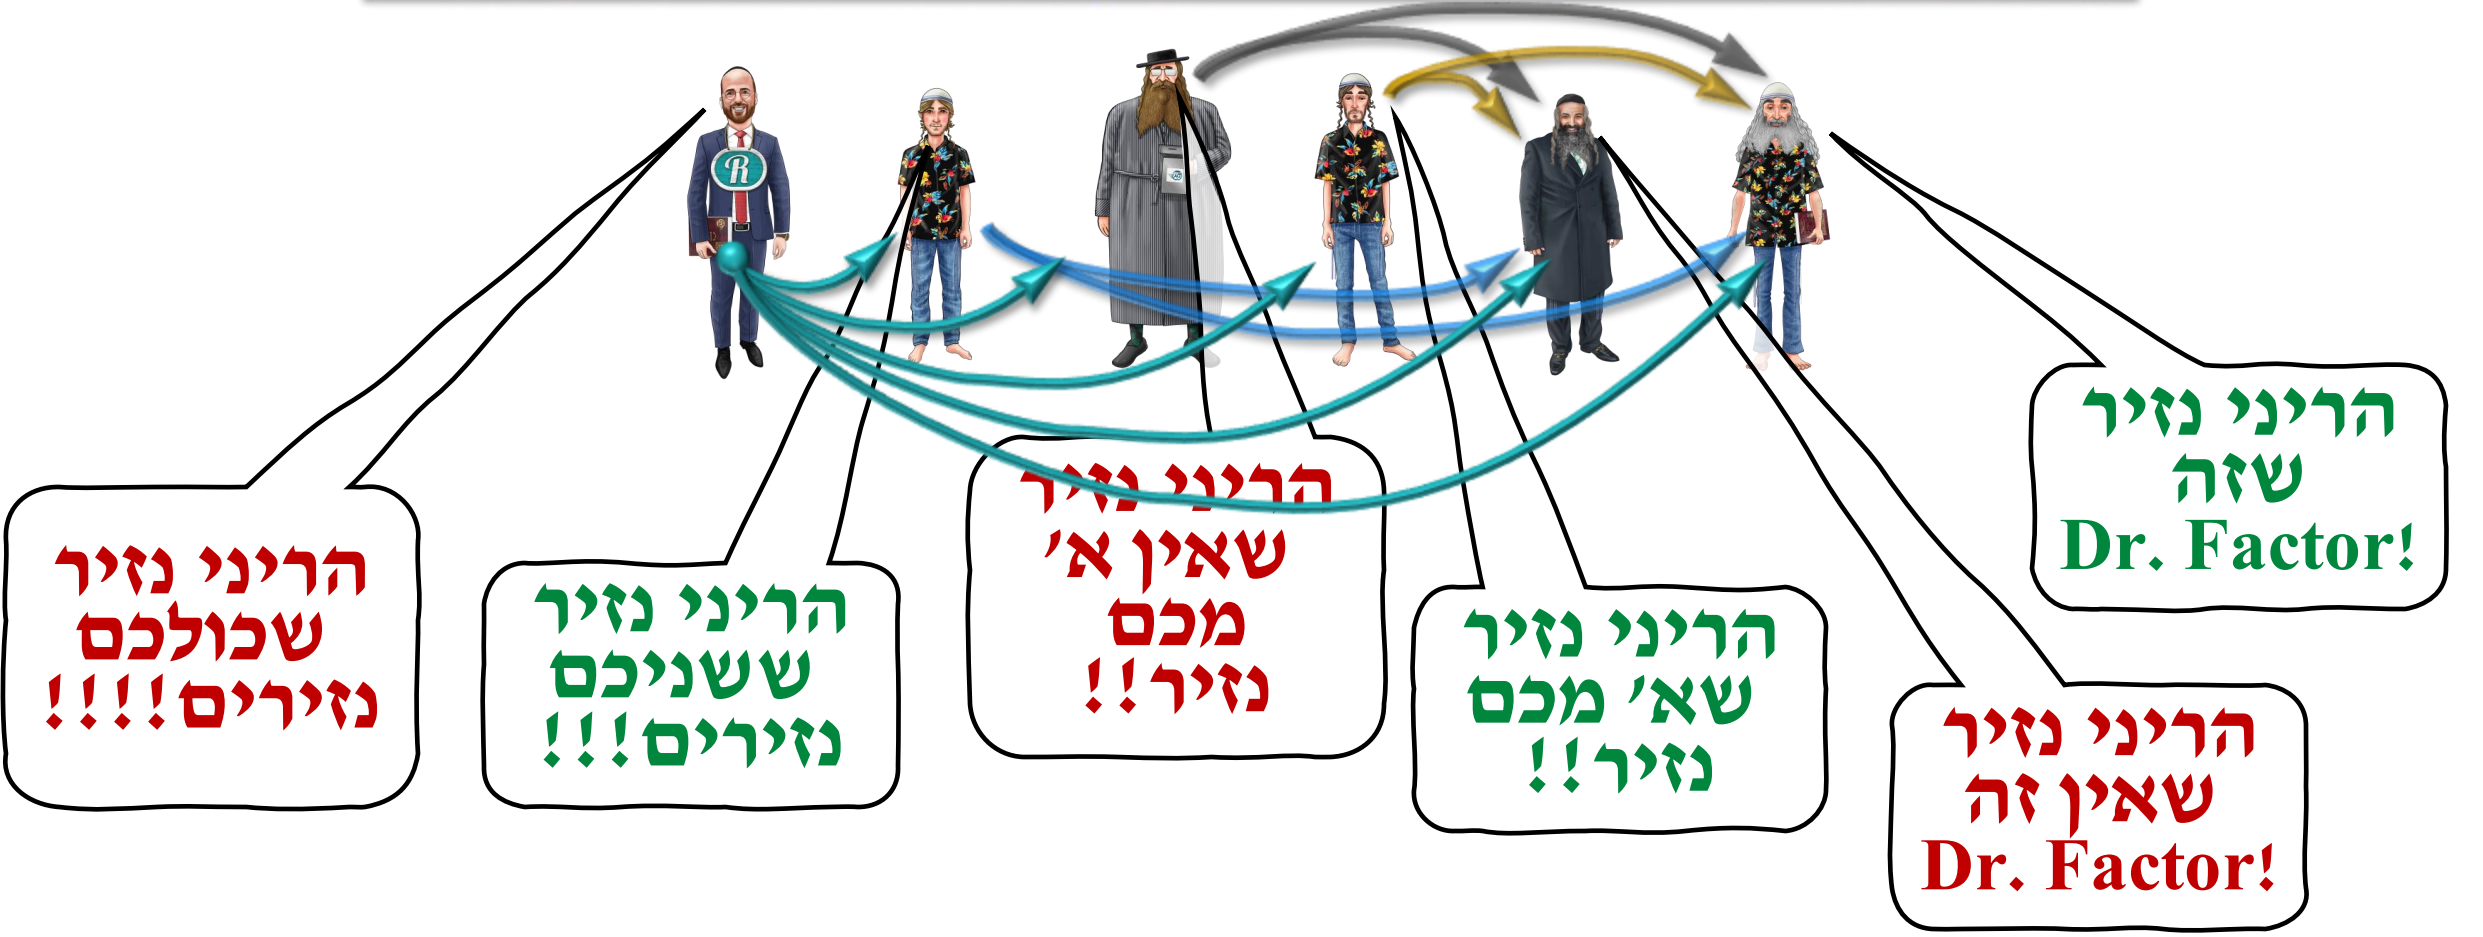 R
הריני נזיר
שכולכם
נזירים!!!!
הריני נזיר
ששניכם
נזירים!!!
הריני נזיר
שאין א׳
מכם
נזיר!!
הריני נזיר
שא׳ מכם
נזיר!!
הריני נזיר
שאין זה
Dr. Factor!
הריני נזיר
שזה
Dr. Factor!